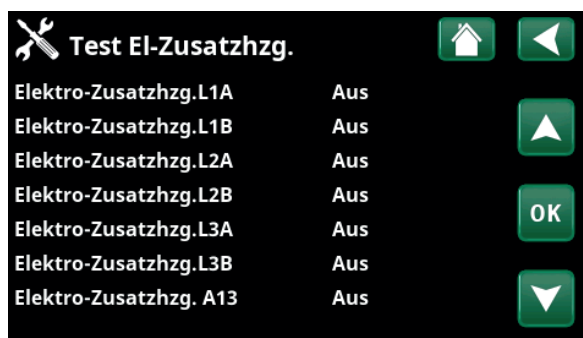 Test El-Zusatzhzg.
Elektro-Zusatzhzg.L1A Aus
Elektro-Zusatzhzg.L1B Aus
Elektro-Zusatzhzg.L2A Aus
Elektro-Zusatzhzg.L2B Aus
OK
Elektro-Zusatzhzg.L3A Aus
Elektro-Zusatzhzg.L3B Aus
Elektro-Zusatzhzg. A13 Aus